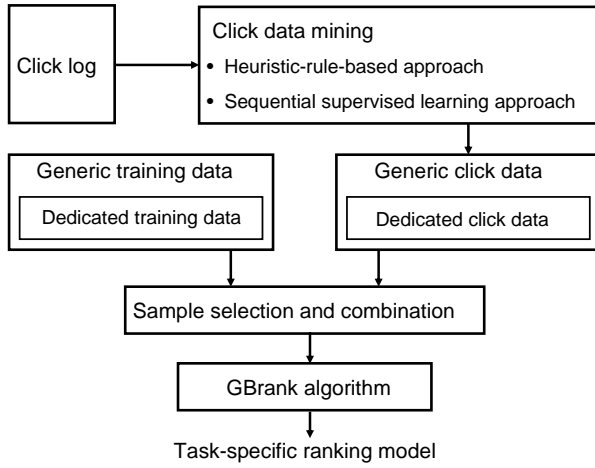 Click log
Click data mining
• Heuristic-rule-based approach
• Sequential supervised learning approach
Generic training data
Dedicated training data
Generic click data
Dedicated click data
Sample selection and combination
GBrank algorithm
Task-specific ranking model